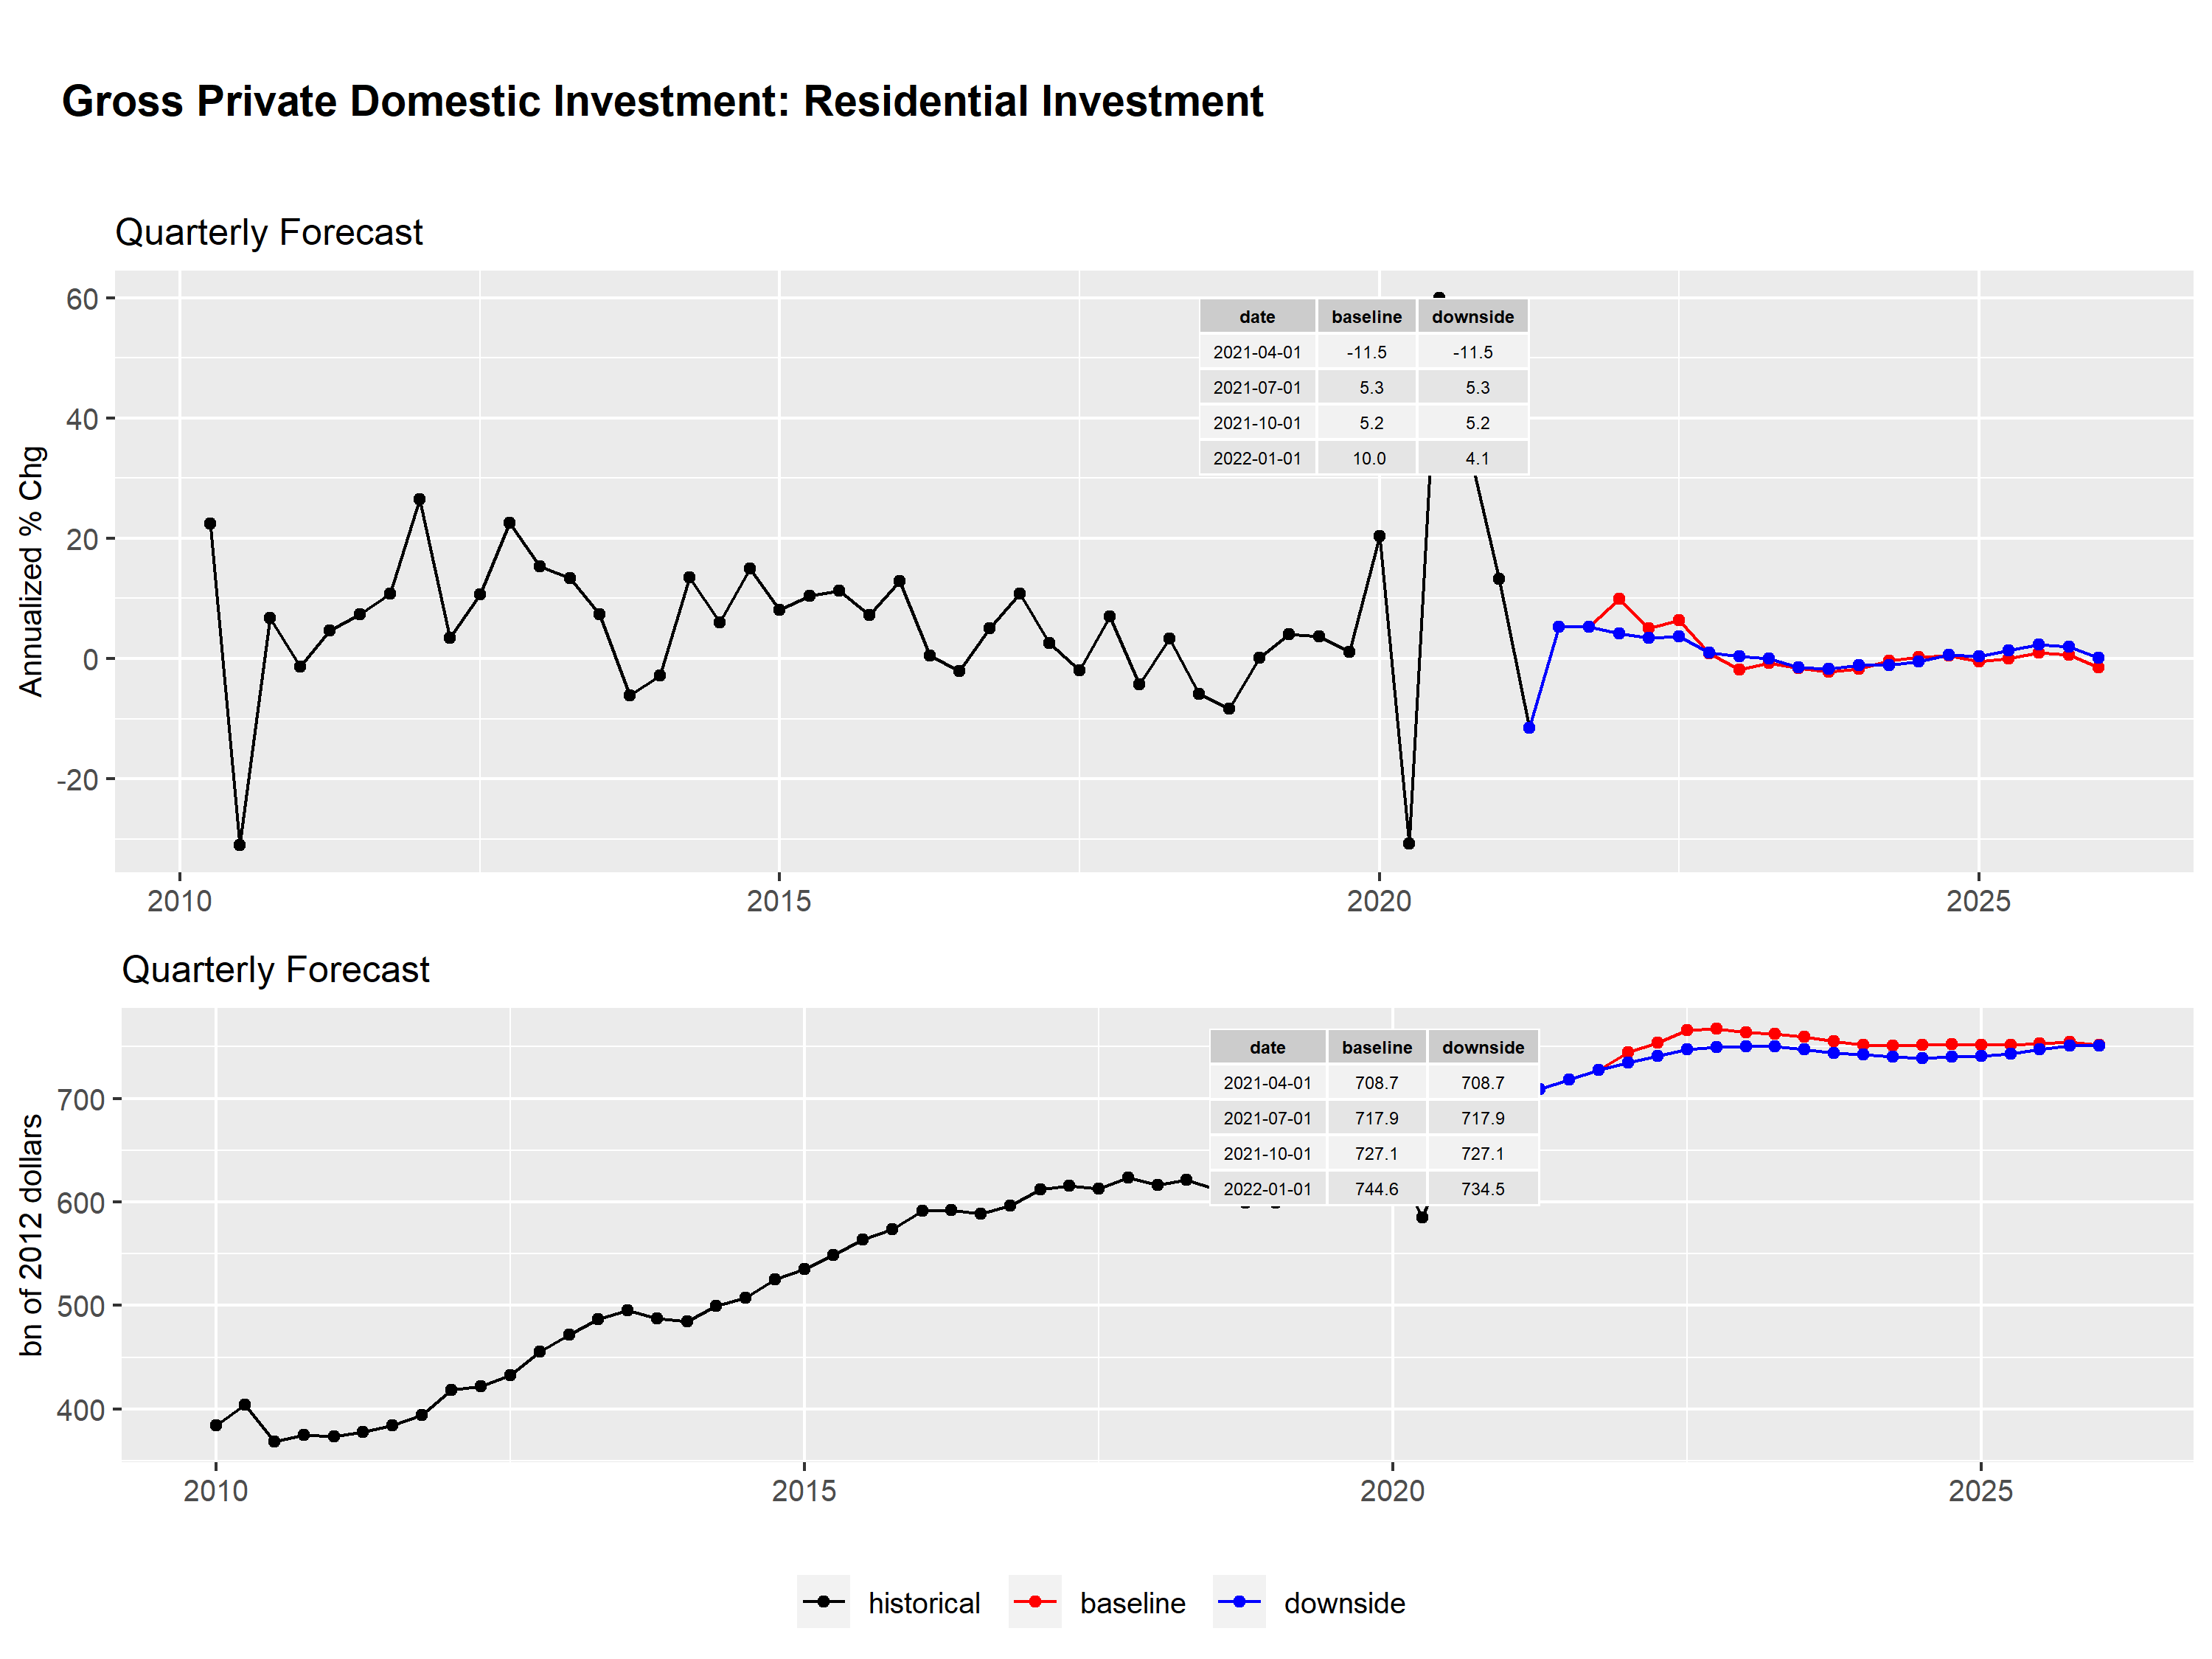 Gross Private Domestic Investment: Residential Investment
Quarterly Forecast
Annualized % Chg
60
40
20
0
-20
date baseline downside
2021-04-01 -11.5 -11.5
2021-07-01 5.3 5.3
2021-10-01 5.2 5.2
2022-01-01 10.0 4.1
2010 2015 2020 2025
Quarterly Forecast
bn of 2012 dollars
700
600
500
400
date baseline downside
2021-04-01 708.7 708.7
2021-07-01 717.9 717.9
2021-10-01 727.1 727.1
2022-01-01 744.6 734.5
2010 2015 2020 2025
historical baseline downside